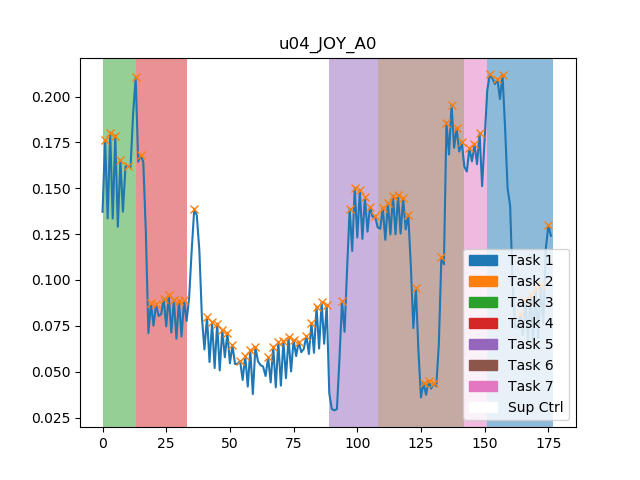 u04_JOY_A0
0.200
0.175
0.150
0.125
0.100
0.075
0.050
0.025
0 25 50 75 100 125 150 175
Task 1
Task 2
Task 3
Task 4
Task 5
Task 6
Task 7
Sup Ctrl